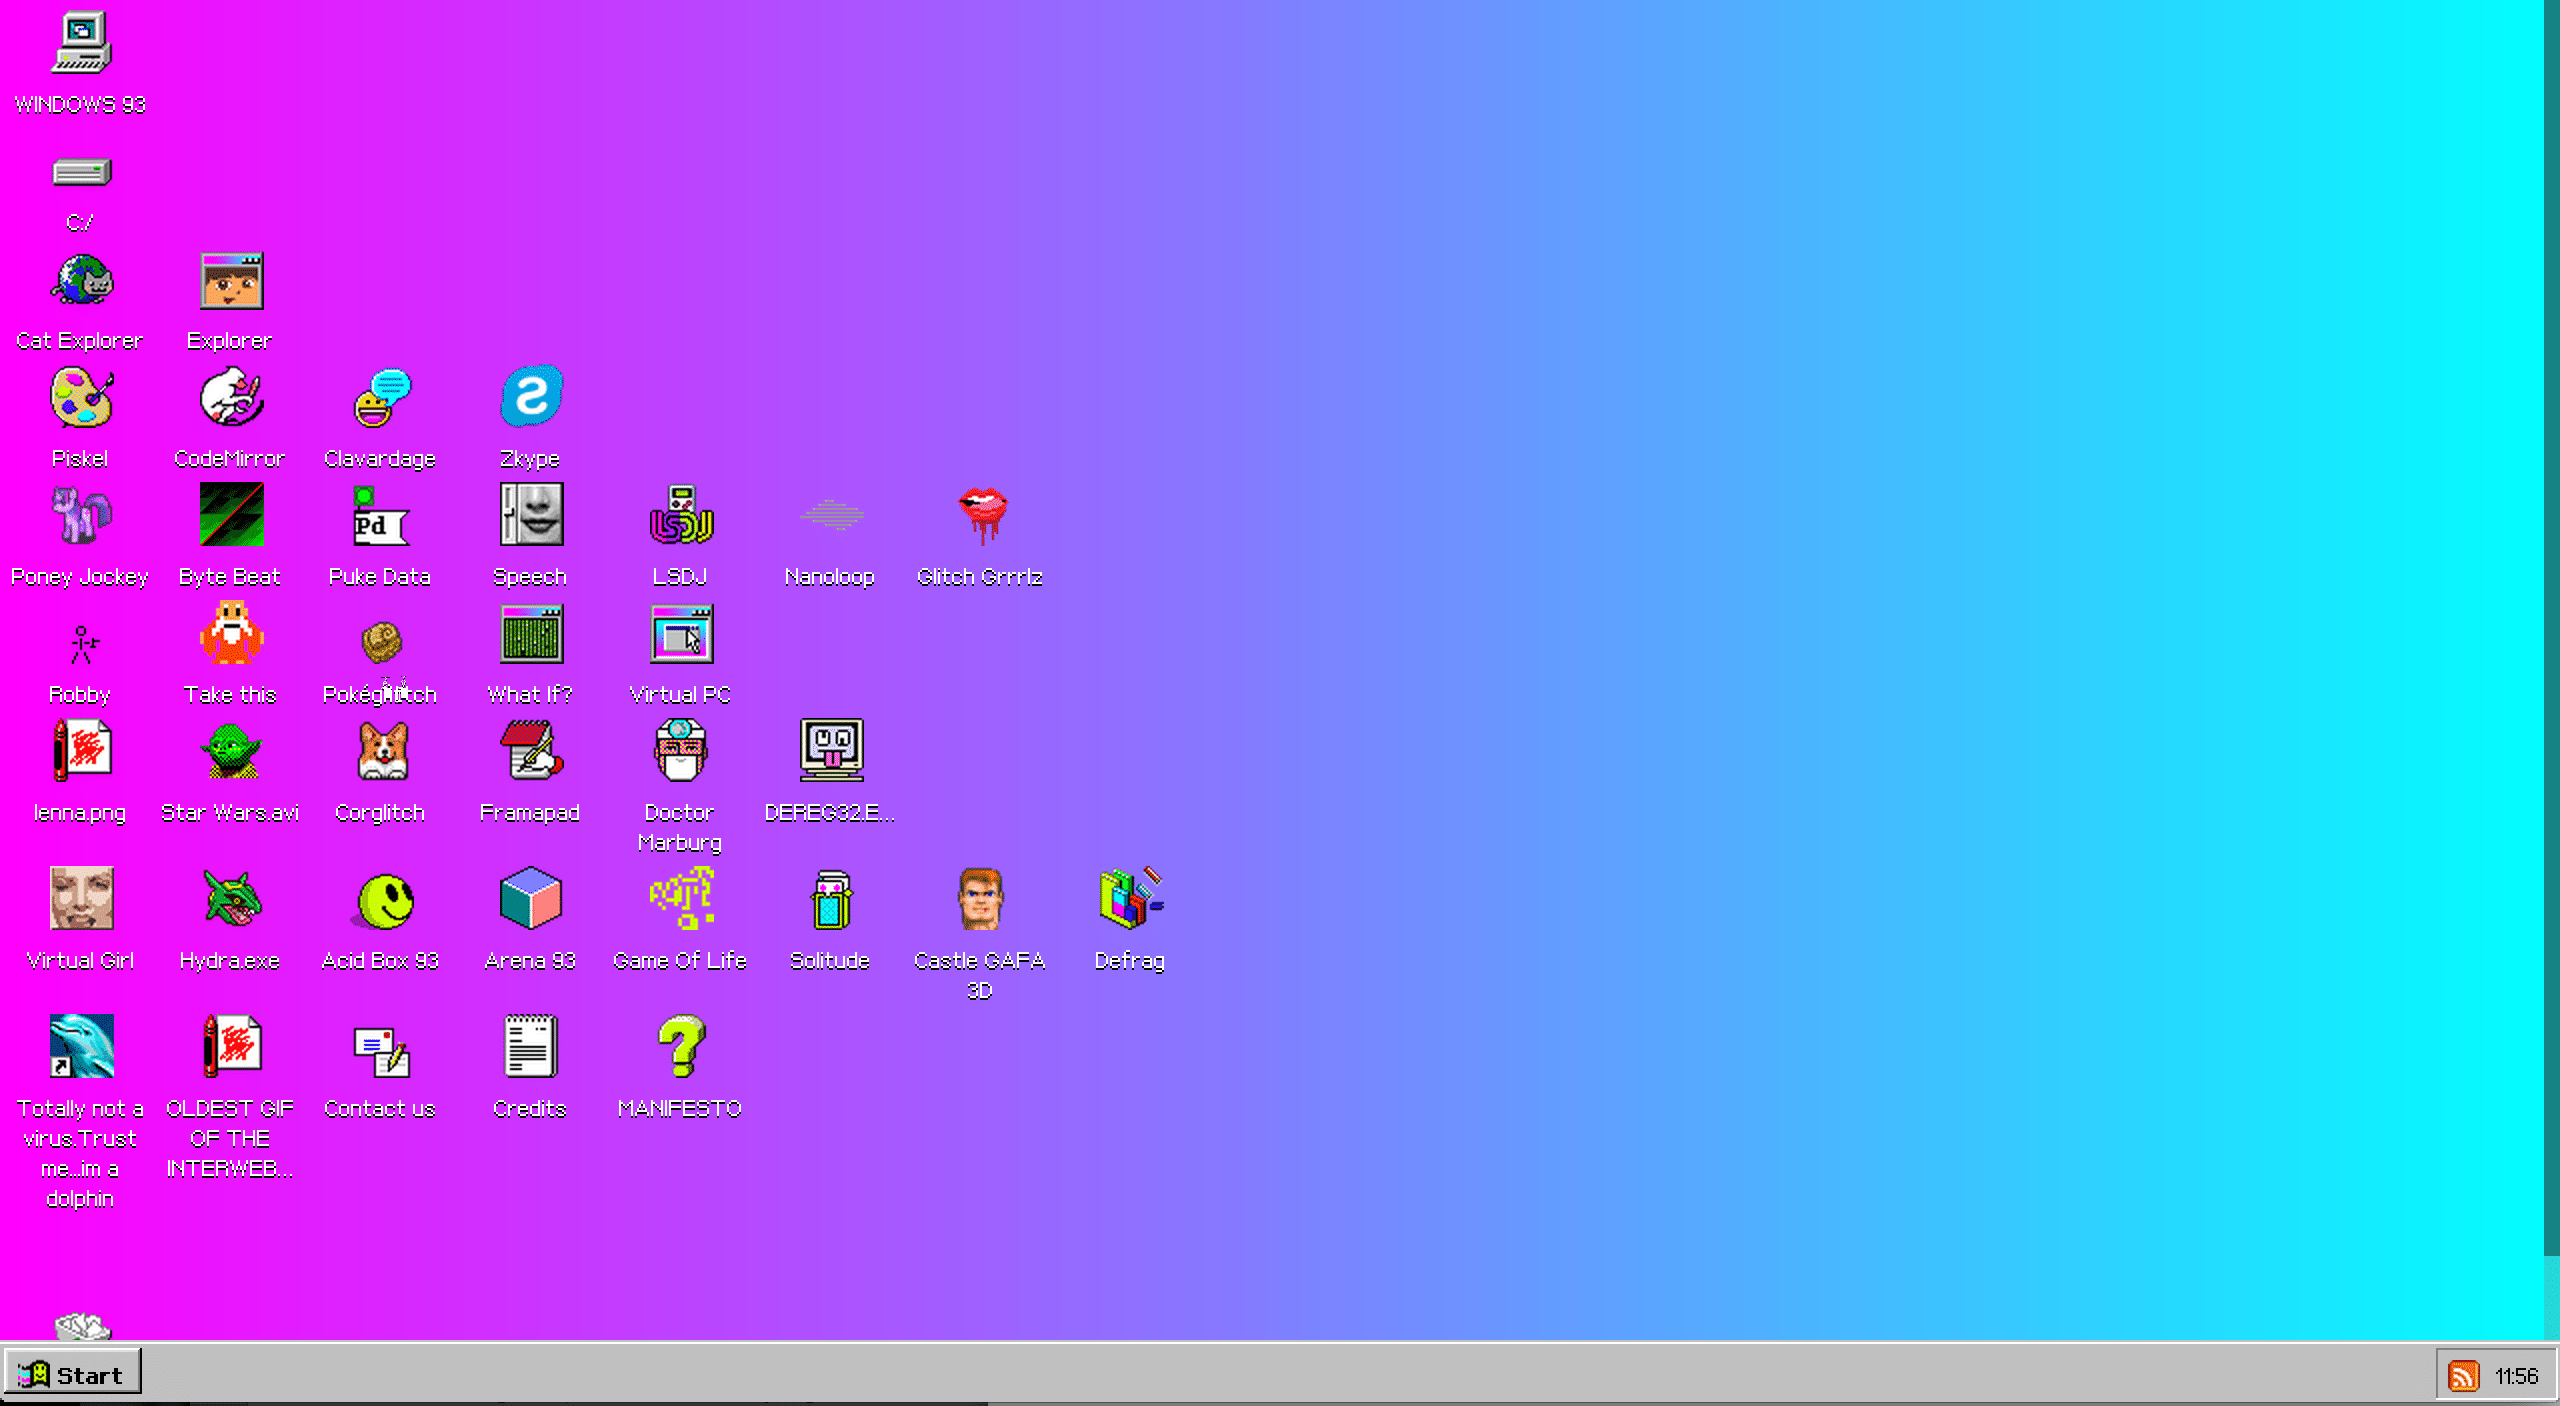 WINDOWS 93
C:/
Cat Explorer
Explorer
Piskel
CodeMirror
Clavardage
Zkype
Pd
LSDJ
Poney Jockey
Byte Beat
Puke Data
Speech
LSDJ
Nanoloop
Glitch Grrrlz
Robby
Take this
Pokéglitch
What If?
Virtual PC
lenna.png
Star Wars.avi
Corglitch
Framapad
Doctor
Marburg
DEREG32.E...
Virtual Girl
Hydra.exe
Acid Box 93
Arena 93
Game Of Life
Solitude
Castle GAFA
3D
Defrag
Totally not a
virus.Trust
me...im a
dolphin
OLDEST GIF
OF THE
INTERWEB...
Contact us
Credits
MANIFESTO
Start
11:56